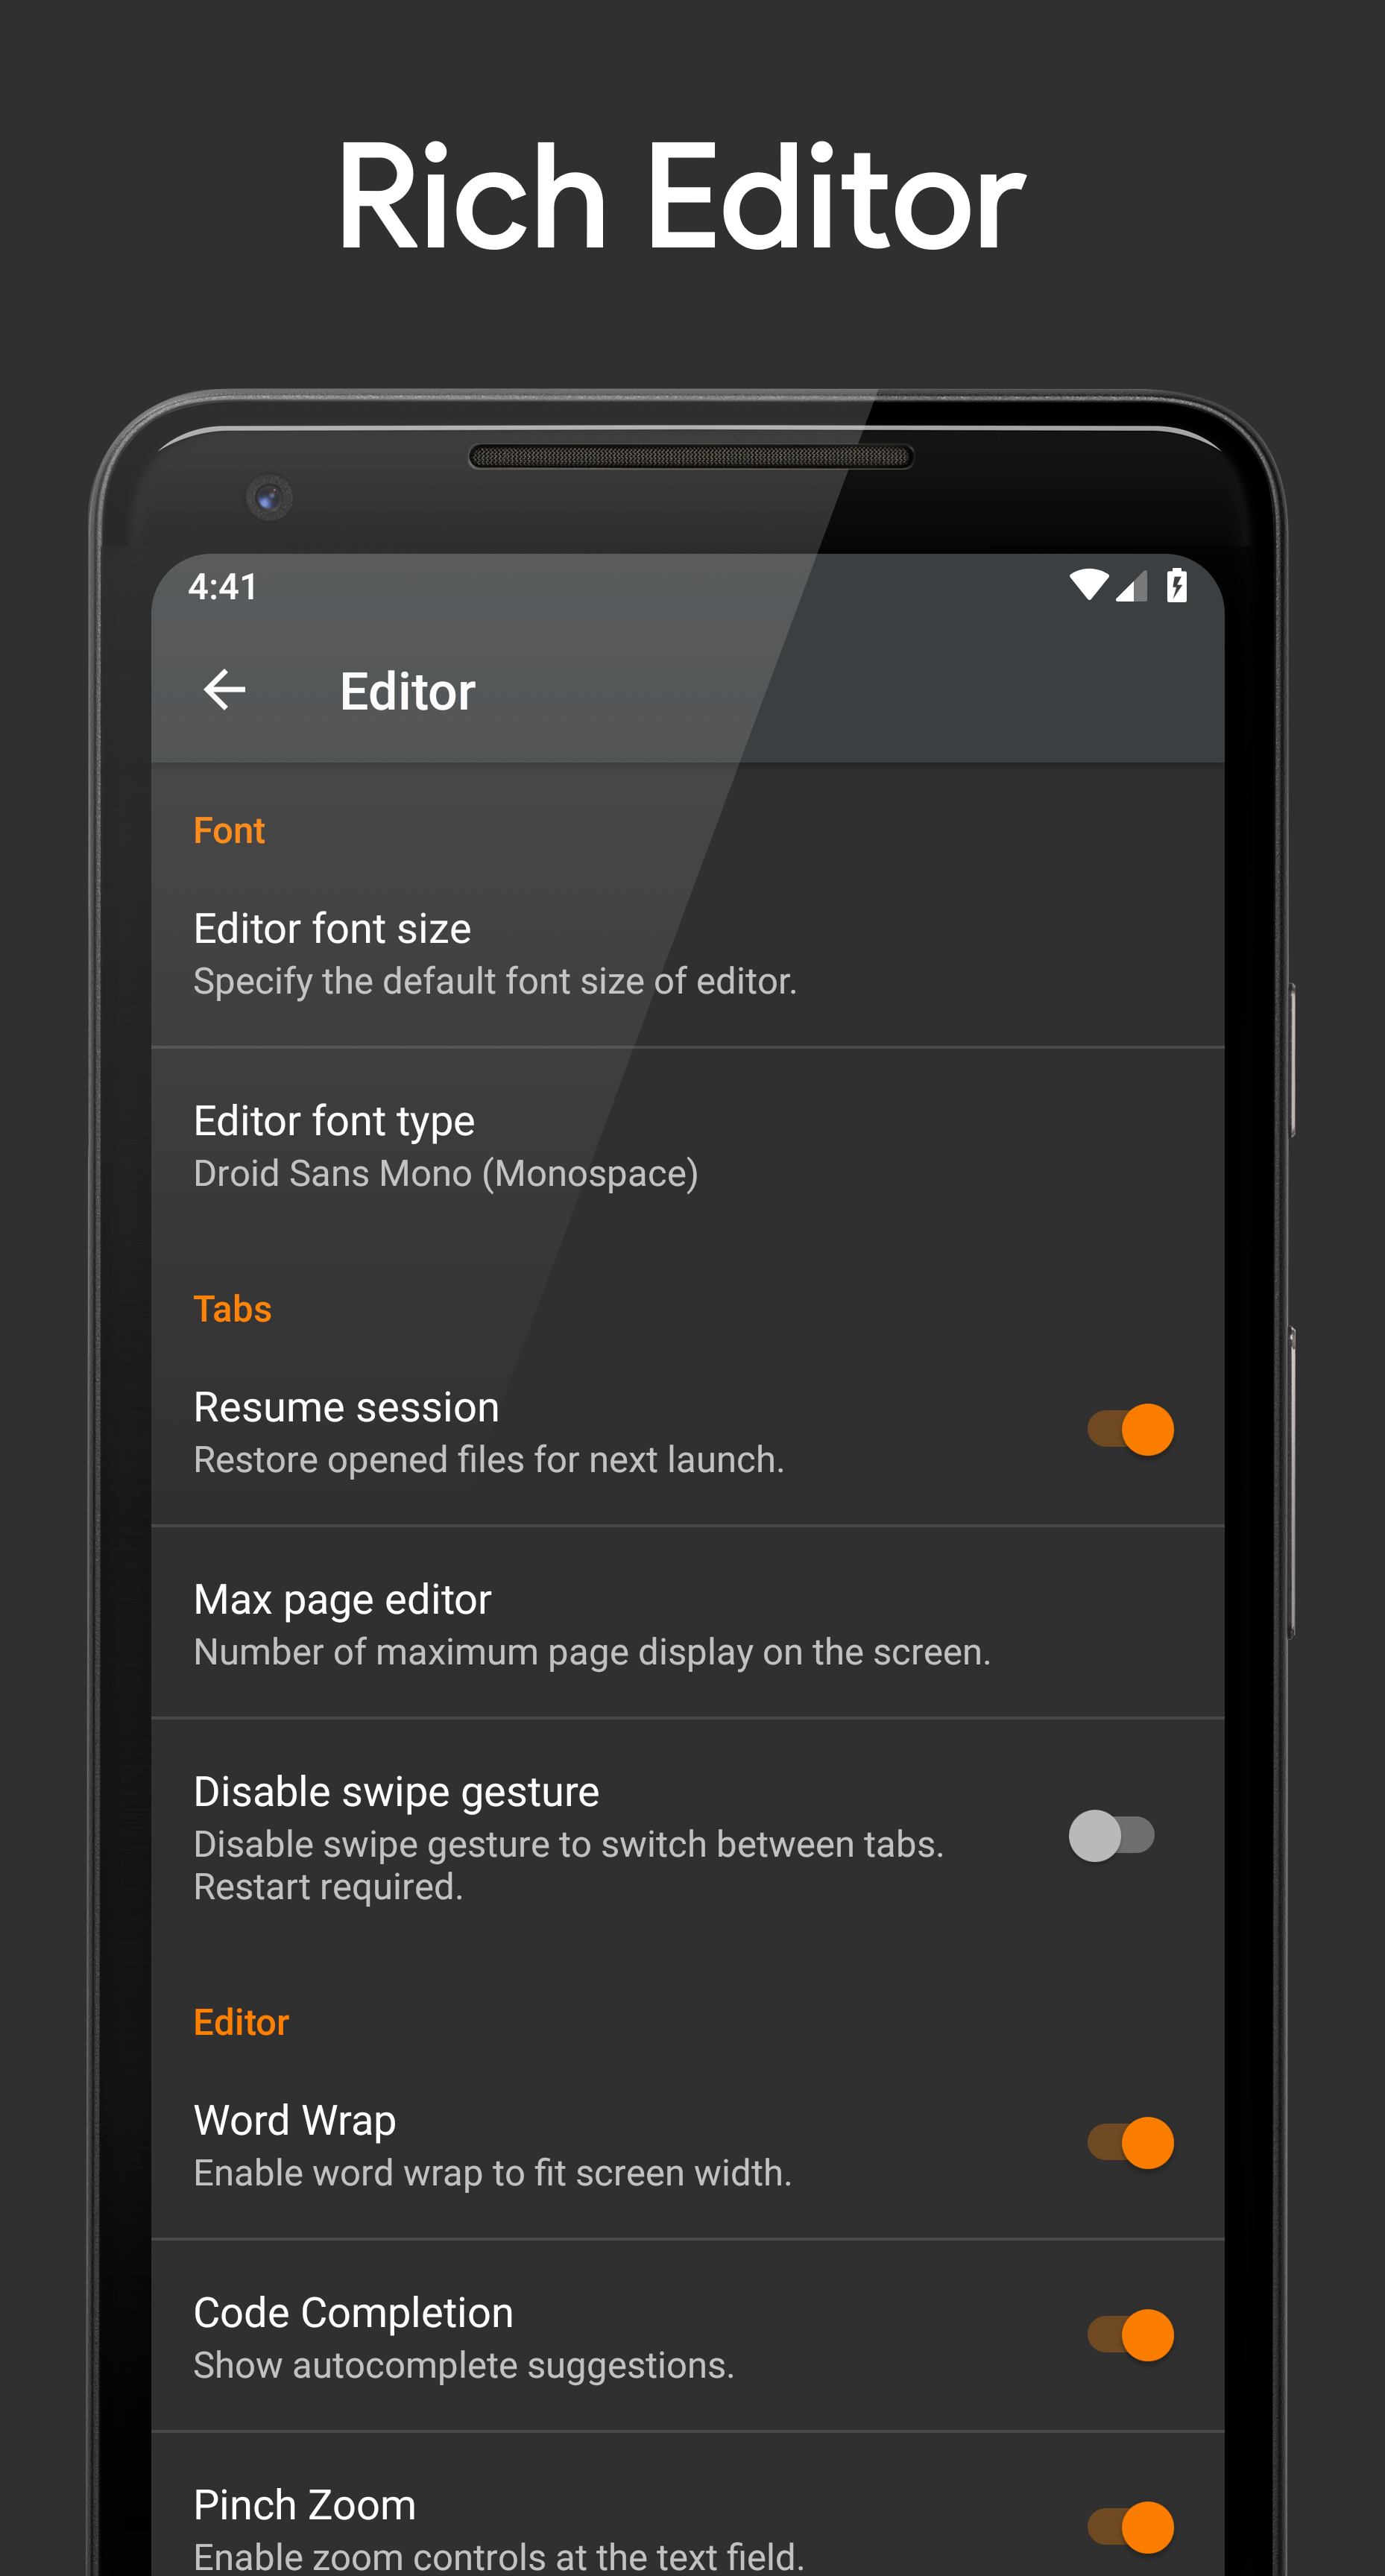 Rich Editor
4:41
Editor
Font
Editor font size
Specify the default font size of editor.
Editor font type
Droid Sans Mono (Monospace)
Tabs
Resume session
Restore opened files for next launch.
Max page editor
Number of maximum page display on the screen.
Disable swipe gesture
Disable swipe gesture to switch between tabs.
Restart required.
Editor
Word Wrap
Enable word wrap to fit screen width.
Code Completion
Show autocomplete suggestions.
Pinch Zoom
Enable zoom controls at the text field.